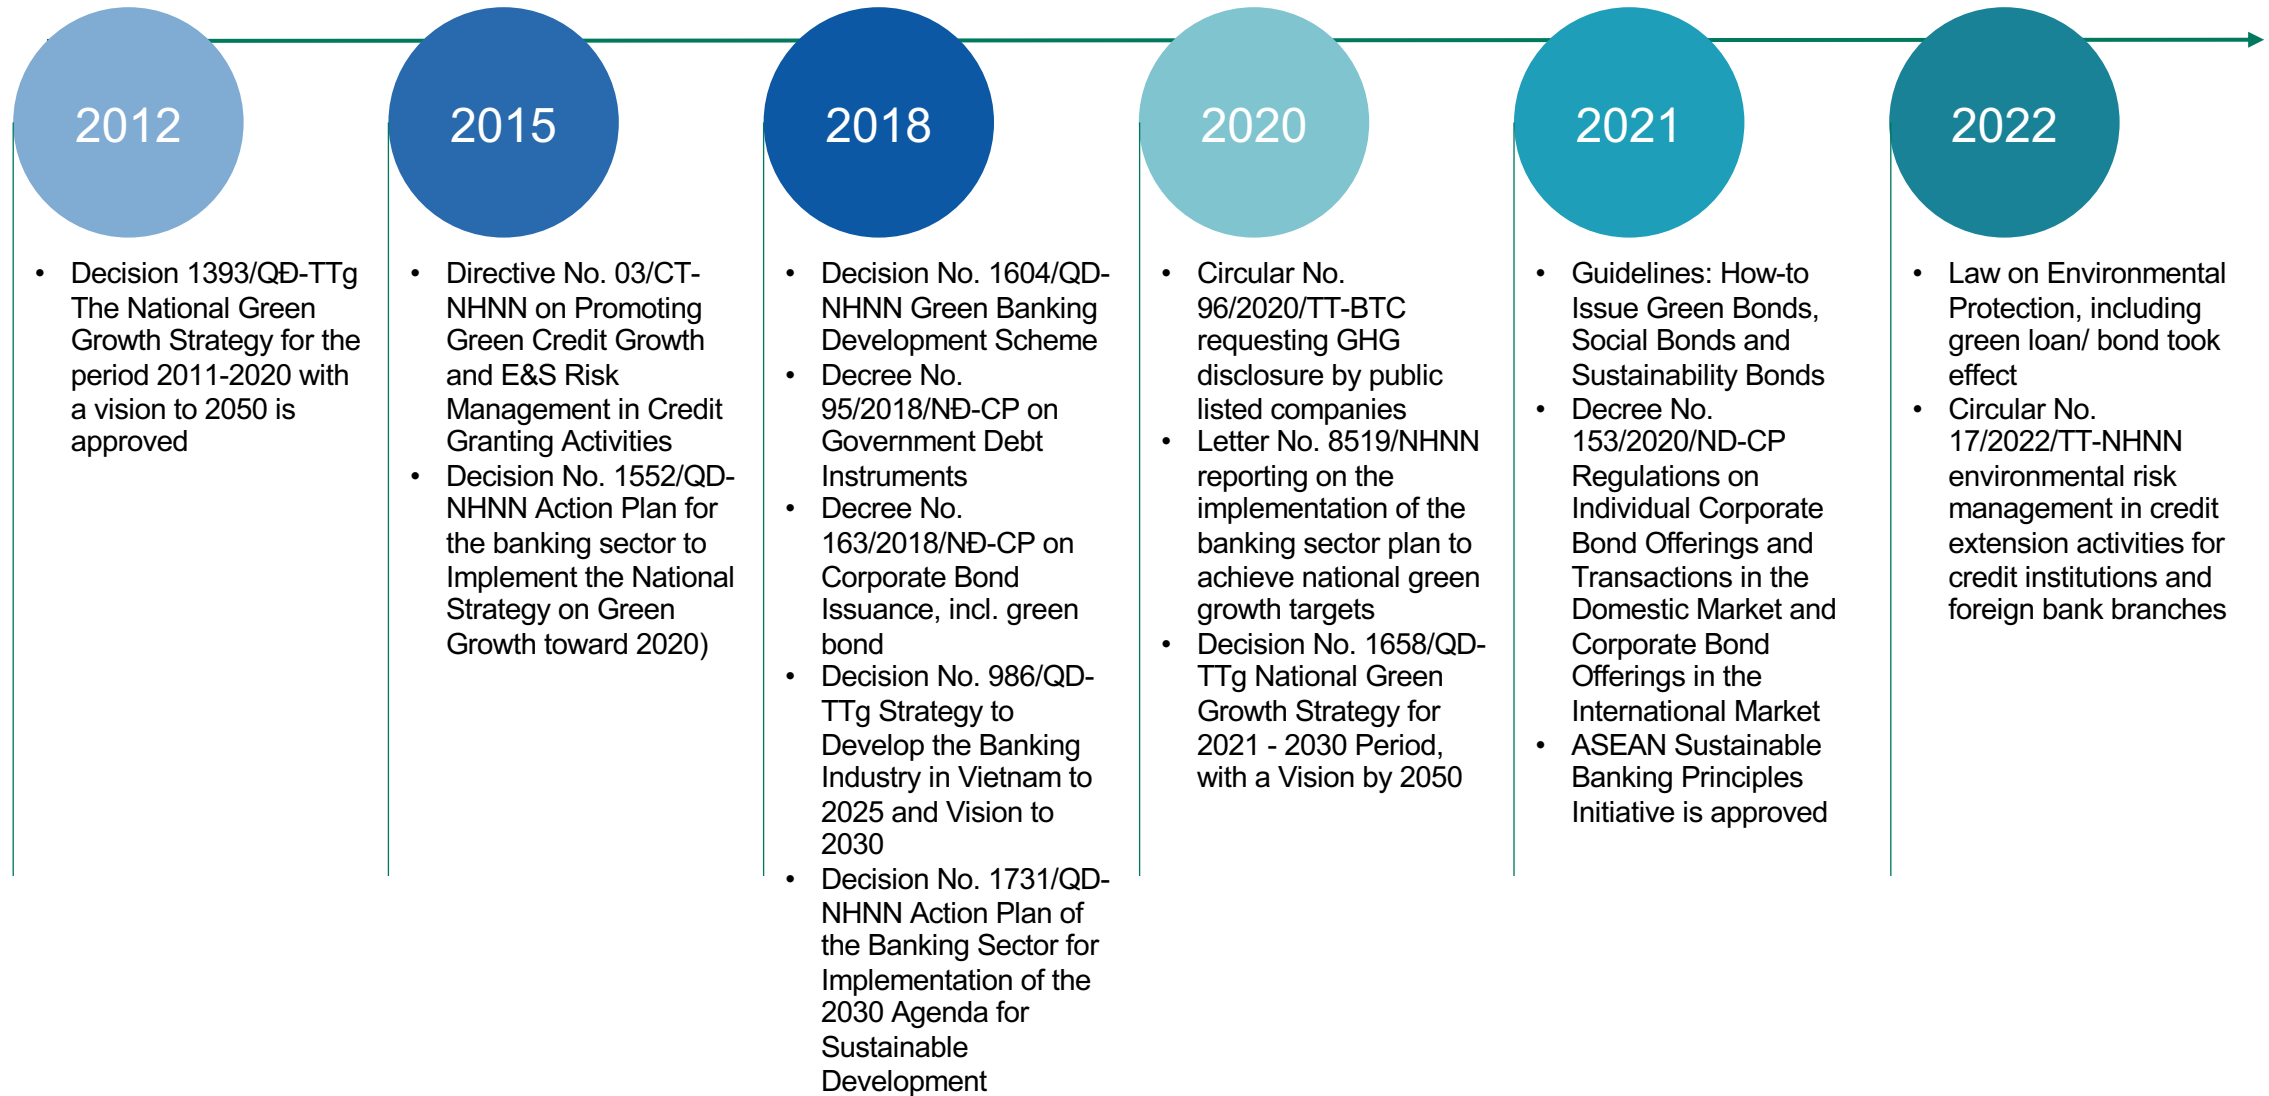 2012
• Decision 1393/QĐ-TTg
The National Green
Growth Strategy for the
period 2011-2020 with
a vision to 2050 is
approved
2015
• Directive No. 03/CT-
NHNN on Promoting
Green Credit Growth
and E&S Risk
Management in Credit
Granting Activities
• Decision No. 1552/QD-
NHNN Action Plan for
the banking sector to
Implement the National
Strategy on Green
Growth toward 2020)
2018
• Decision No. 1604/QD-
NHNN Green Banking
Development Scheme
• Decree No.
95/2018/NĐ-CP on
Government Debt
Instruments
• Decree No.
163/2018/NĐ-CP on
Corporate Bond
Issuance, incl. green
bond
• Decision No. 986/QD-
TTg Strategy to
Develop the Banking
Industry in Vietnam to
2025 and Vision to
2030
• Decision No. 1731/QD-
NHNN Action Plan of
the Banking Sector for
Implementation of the
2030 Agenda for
Sustainable
Development
2020
• Circular No.
96/2020/TT-BTC
requesting GHG
disclosure by public
listed companies
• Letter No. 8519/NHNN
reporting on the
implementation of the
banking sector plan to
achieve national green
growth targets
• Decision No. 1658/QD-
TTg National Green
Growth Strategy for
2021 - 2030 Period,
with a Vision by 2050
2021
• Guidelines: How-to
Issue Green Bonds,
Social Bonds and
Sustainability Bonds
• Decree No.
153/2020/ND-CP
Regulations on
Individual Corporate
Bond Offerings and
Transactions in the
Domestic Market and
Corporate Bond
Offerings in the
International Market
• ASEAN Sustainable
Banking Principles
Initiative is approved
2022
• Law on Environmental
Protection, including
green loan/ bond took
effect
• Circular No.
17/2022/TT-NHNN
environmental risk
management in credit
extension activities for
credit institutions and
foreign bank branches